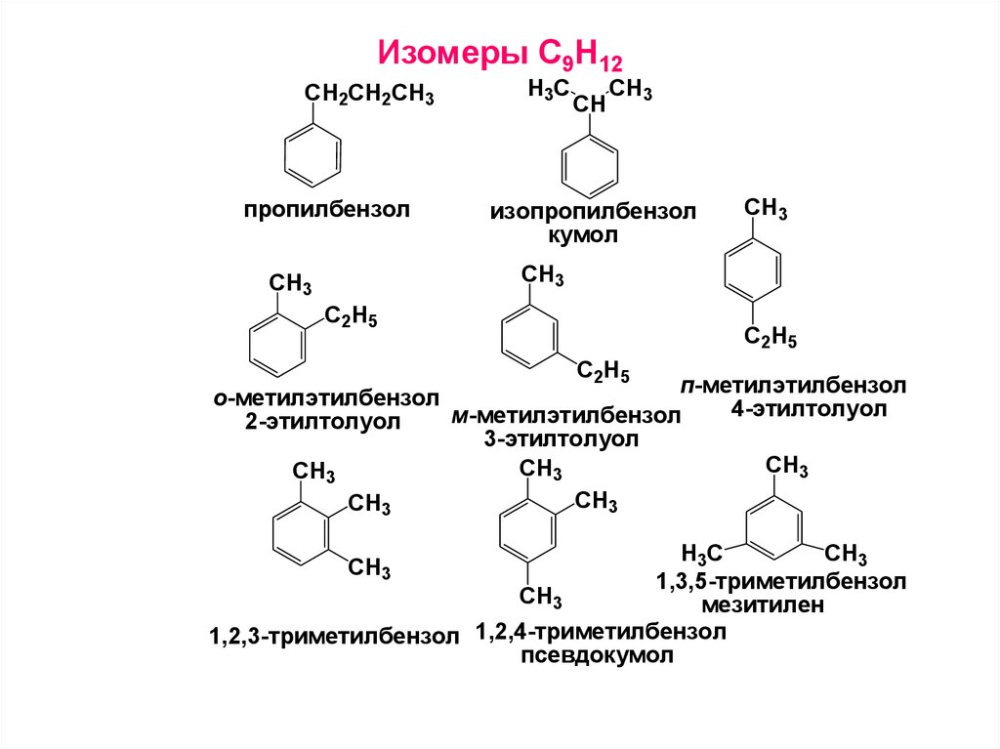 Изомеры C9H12
CH2CH2CH3
H3C CH3
CH
пропилбензол
изопропилбензол
кумол
CH3
C2H5
п-метилэтилбензол
4-этилтолуол
CH3
C2H5
о-метилэтилбензол
2-этилтолуол
CH3
C2H5
м-метилэтилбензол
3-этилтолуол
CH3
CH3
CH3
1,2,3-триметилбензол
CH3
CH3
CH3
1,2,4-триметилбензол
псевдокумол
CH3
H3C CH3
1,3,5-триметилбензол
мезитилен